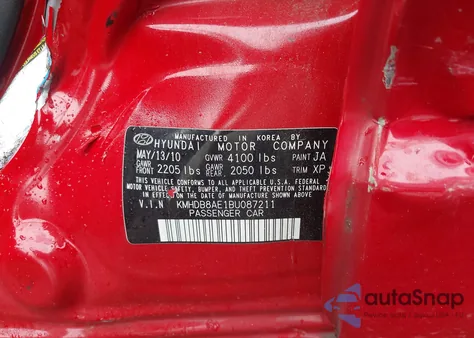 MANUFACTURED IN KOREA BY
HYUNDAI MOTOR COMPANY
MAY/13/10 GVWR 4100 lbs PAINT JA
GAWR FRONT 2205 lbs GAWR REAR 2050 lbs TRIM XP
THIS VEHICLE CONFORMS TO ALL APPLICABLE U.S.A. FEDERAL
MOTOR VEHICLE SAFETY, BUMPER, AND THEFT PREVENTION
STANDARDS IN EFFECT ON THE DATE OF MANUFACTURE SHOWN ABOVE.
V.I.N KMHDB8AE1BU087211
PASSENGER CAR
autoSnap